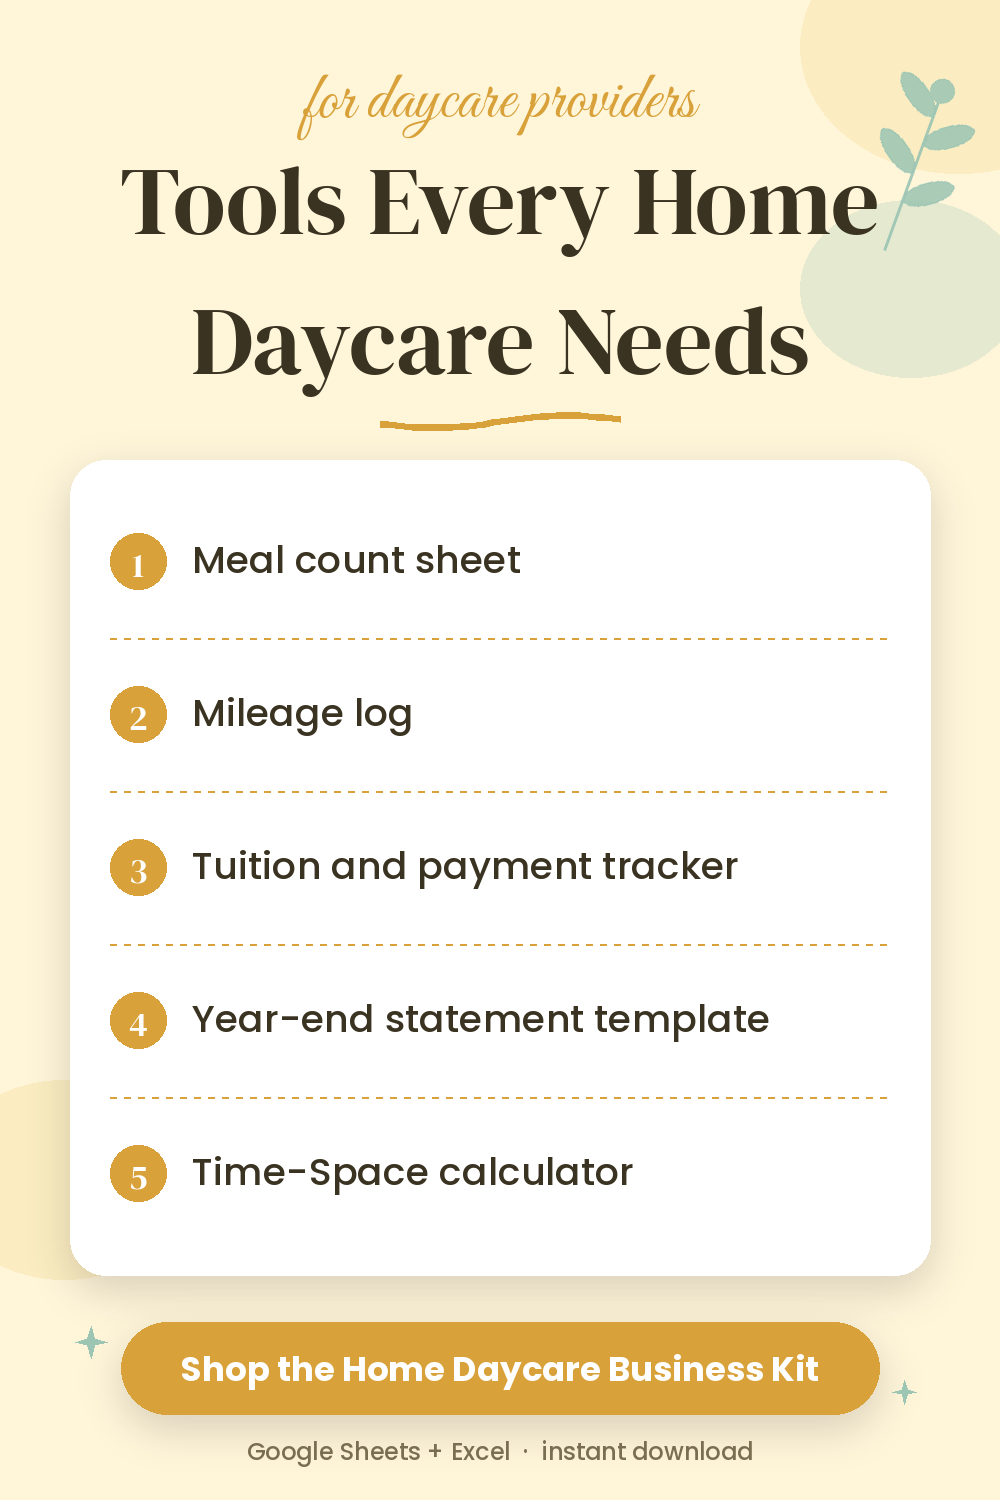 for daycare providers
Tools Every Home
Daycare Needs
1 Meal count sheet
2 Mileage log
3 Tuition and payment tracker
4 Year-end statement template
5 Time-Space calculator
Shop the Home Daycare Business Kit
Google Sheets + Excel · instant download